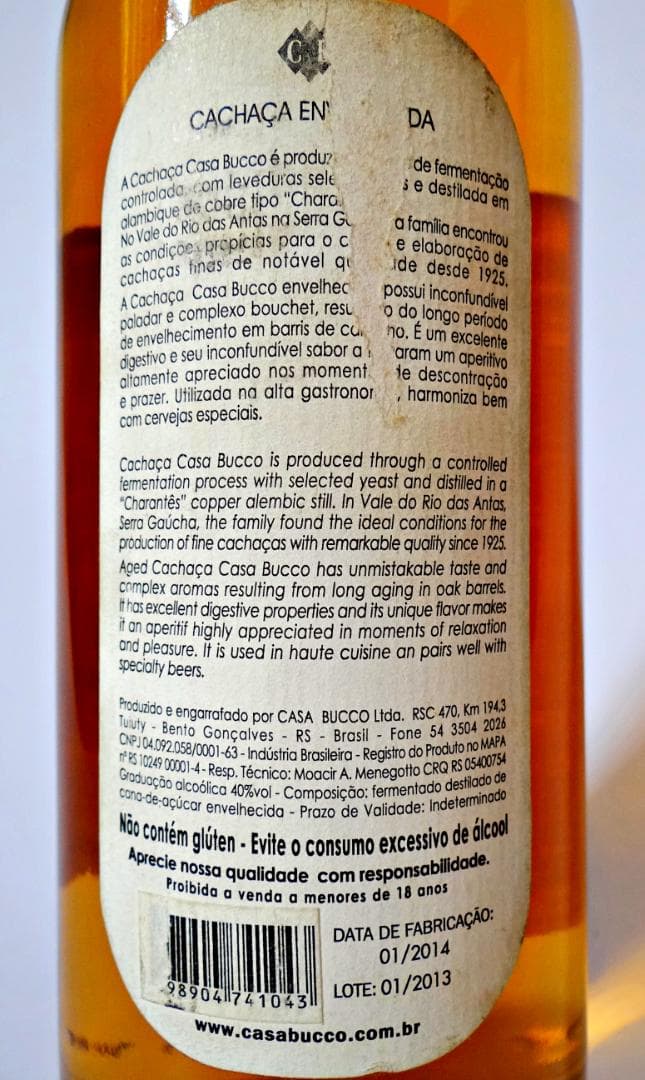 CACHAÇA EN DA
A Cachaça Casa Bucco é produz de fermentação
controlada, com leveduras sele s e destilada em
alambique de cobre tipo "Chara
No Vale do Rio das Antas na Serra Ga a família encontrou
as condições propícias para o c e elaboração de
cachaças finas de notável qu de desde 1925.
A Cachaça Casa Bucco envelhec possui inconfundível
paladar e complexo bouchet, resu o do longo período
de envelhecimento em barris de ca ho. É um excelente
digestivo e seu inconfundível sabor a aram um aperitivo
altamente apreciado nos moment de descontração
e prazer. Utilizada na alta gastronor , harmoniza bem
com cervejas especiais.
Cachaça Casa Bucco is produced through a controlled
fermentation process with selected yeast and distilled in a
"Charantês" copper alembic still. In Vale do Rio das Antas,
Serra Gaúcha, the family found the ideal conditions for the
production of fine cachaças with remarkable quality since 1925.
Aged Cachaça Casa Bucco has unmistakable taste and
complex aromas resulting from long aging in oak barrels.
It has excellent digestive properties and its unique flavor makes
it an aperitif highly appreciated in moments of relaxation
and pleasure. It is used in haute cuisine an pairs well with
specialty beers.
Produzido e engarrafado por CASA BUCCO Ltda. RSC 470, Km 194,3
Tuiuty - Bento Gonçalves - RS - Brasil - Fone 54 3504 2026
CNPJ 04.092.058/0001-63 - Indústria Brasileira - Registro do Produto no MAPA
nº RS 10249 00001-4 - Resp. Técnico: Moacir A. Menegotto CRQ RS 05400754
Graduação alcoólica 40%vol - Composição: fermentado destilado de
cana-de-açúcar envelhecida - Prazo de Validade: Indeterminado
Não contém glúten - Evite o consumo excessivo de álcool
Aprecie nossa qualidade com responsabilidade.
Proibida a venda a menores de 18 anos
DATA DE FABRICAÇÃO:
01/2014
LOTE: 01/2013
98904 741043
www.casabucco.com.br